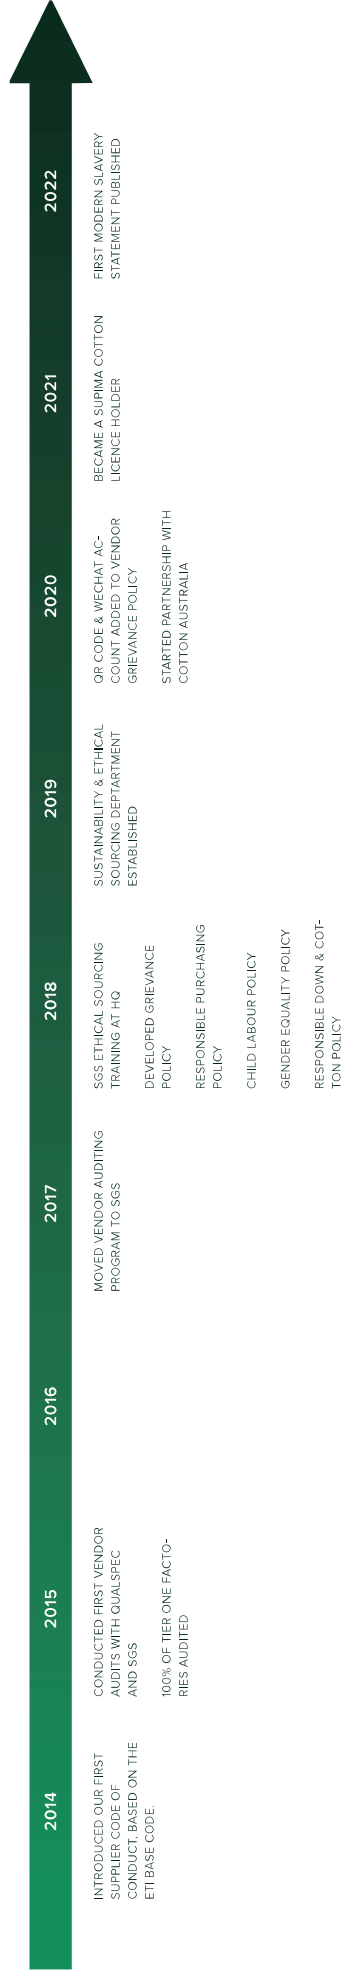 2014
INTRODUCED OUR FIRST
SUPPLIER CODE OF
CONDUCT, BASED ON THE
ETI BASE CODE.
2015
CONDUCTED FIRST VENDOR
AUDITS WITH QUALSPEC
AND SGS
100% OF TIER ONE FACTO-
RIES AUDITED
2016
2017
MOVED VENDOR AUDITING
PROGRAM TO SGS
2018
SGS ETHICAL SOURCING
TRAINING AT HQ
DEVELOPED GRIEVANCE
POLICY
RESPONSIBLE PURCHASING
POLICY
CHILD LABOUR POLICY
GENDER EQUALITY POLICY
RESPONSIBLE DOWN & COT-
TON POLICY
2019
SUSTAINABILITY & ETHICAL
SOURCING DEPTARTMENT
ESTABLISHED
2020
QR CODE & WECHAT AC-
COUNT ADDED TO VENDOR
GRIEVANCE POLICY
STARTED PARTNERSHIP WITH
COTTON AUSTRALIA
2021
BECAME A SUPIMA COTTON
LICENCE HOLDER
2022
FIRST MODERN SLAVERY
STATEMENT PUBLISHED